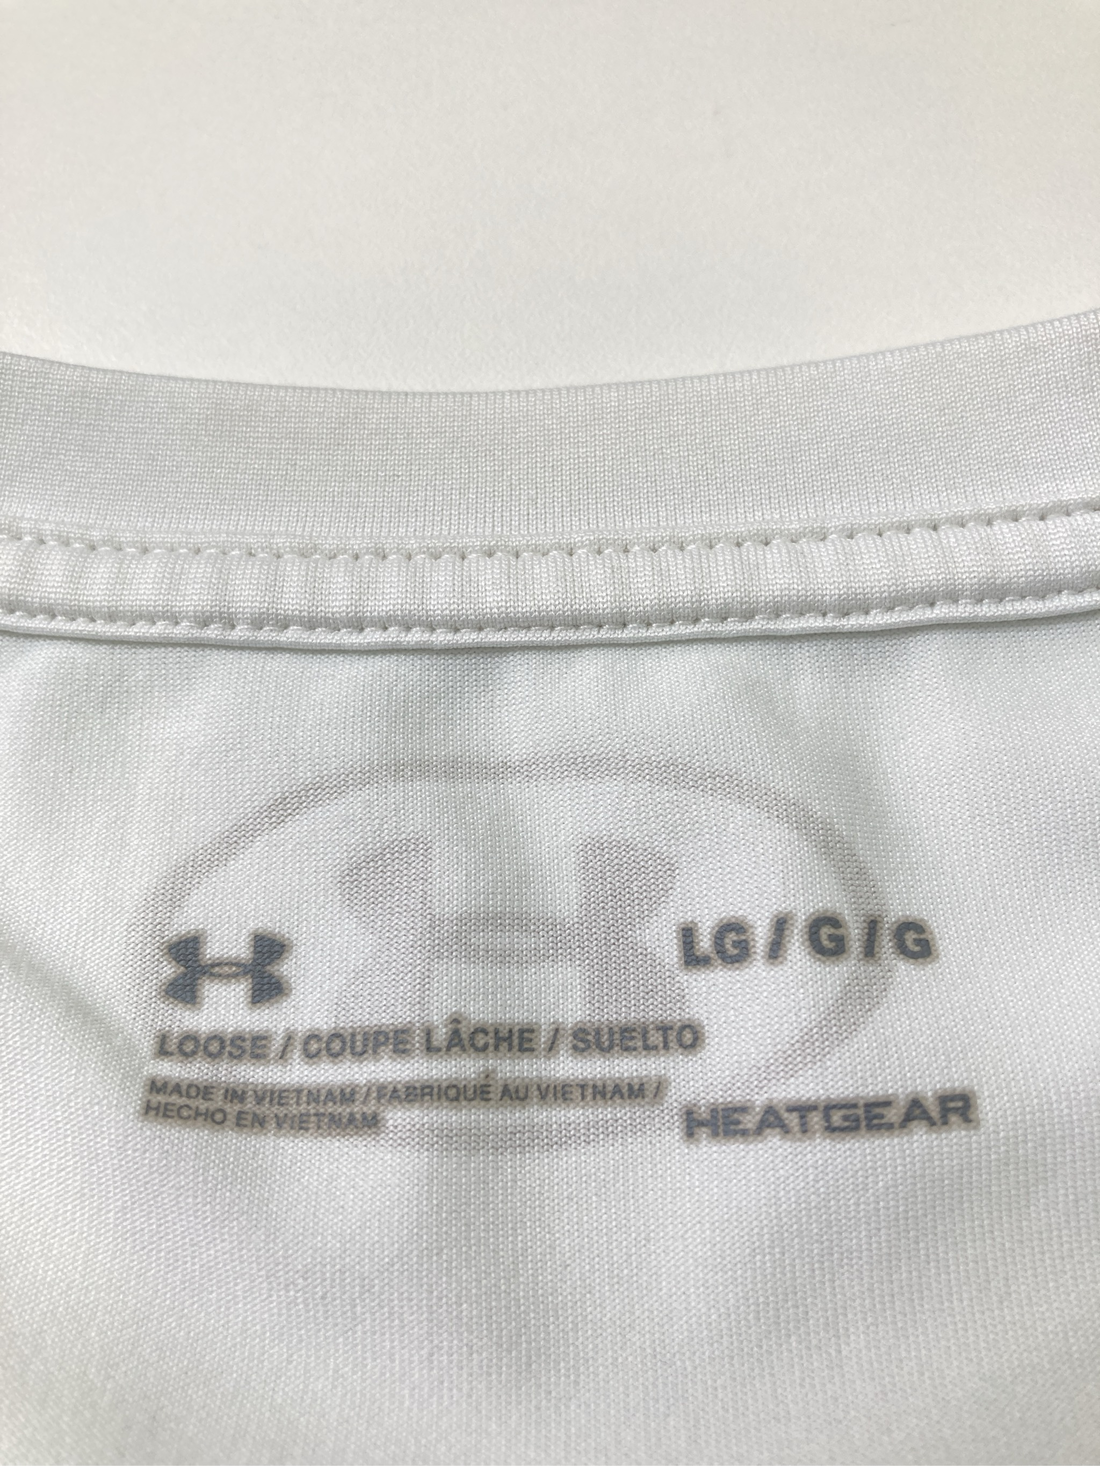 LG / G / G
LOOSE / COUPE LÂCHE / SUELTO
MADE IN VIETNAM / FABRIQUÉ AU VIETNAM /
HECHO EN VIETNAM
HEATGEAR